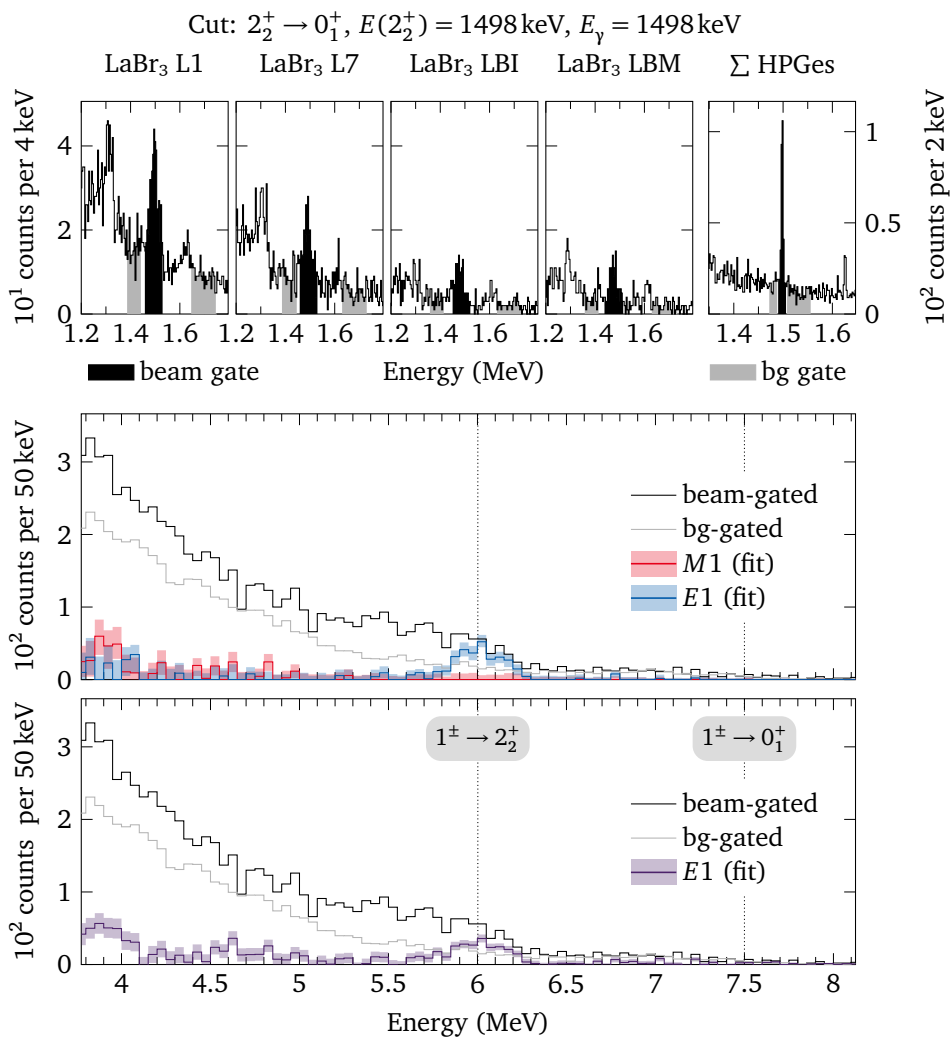 Cut: 2₂⁺ → 0₁⁺, E(2₂⁺) = 1498 keV, Eγ = 1498 keV
LaBr₃ L1 LaBr₃ L7 LaBr₃ LBI LaBr₃ LBM ∑ HPGes
10¹ counts per 4 keV
4
2
0
1
0.5
0
10² counts per 2 keV
1.2 1.4 1.6 1.2 1.4 1.6 1.2 1.4 1.6 1.2 1.4 1.6 1.4 1.5 1.6
beam gate Energy (MeV) bg gate
10² counts per 50 keV
3
2
1
0
beam-gated
bg-gated
M1 (fit)
E1 (fit)
10² counts per 50 keV
3
2
1
0
1± → 2₂⁺ 1± → 0₁⁺
beam-gated
bg-gated
E1 (fit)
4 4.5 5 5.5 6 6.5 7 7.5 8
Energy (MeV)